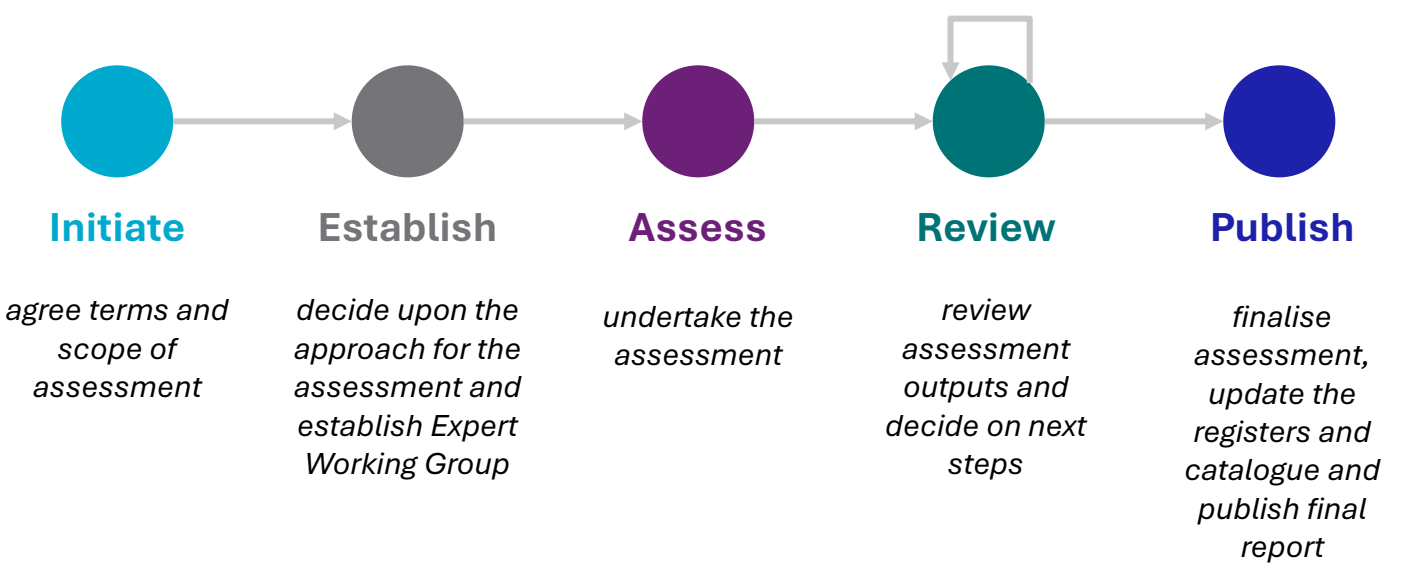 Initiate
agree terms and
scope of
assessment
Establish
decide upon the
approach for the
assessment and
establish Expert
Working Group
Assess
undertake the
assessment
Review
review
assessment
outputs and
decide on next
steps
Publish
finalise
assessment,
update the
registers and
catalogue and
publish final
report